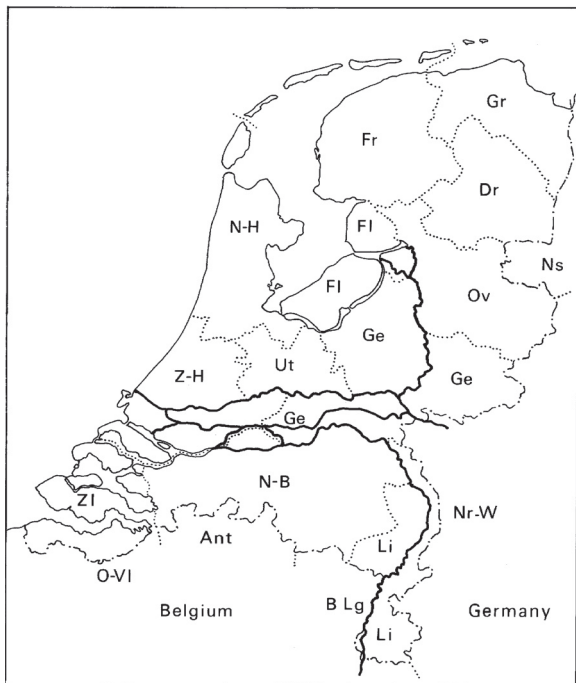 Gr
Fr
Dr
N-H
Fl
Ns
Fl
Ov
Ge
Ut
Z-H
Ge
Ge
N-B
Zl
Nr-W
Ant
Li
O-Vl
B Lg
Belgium
Germany
Li